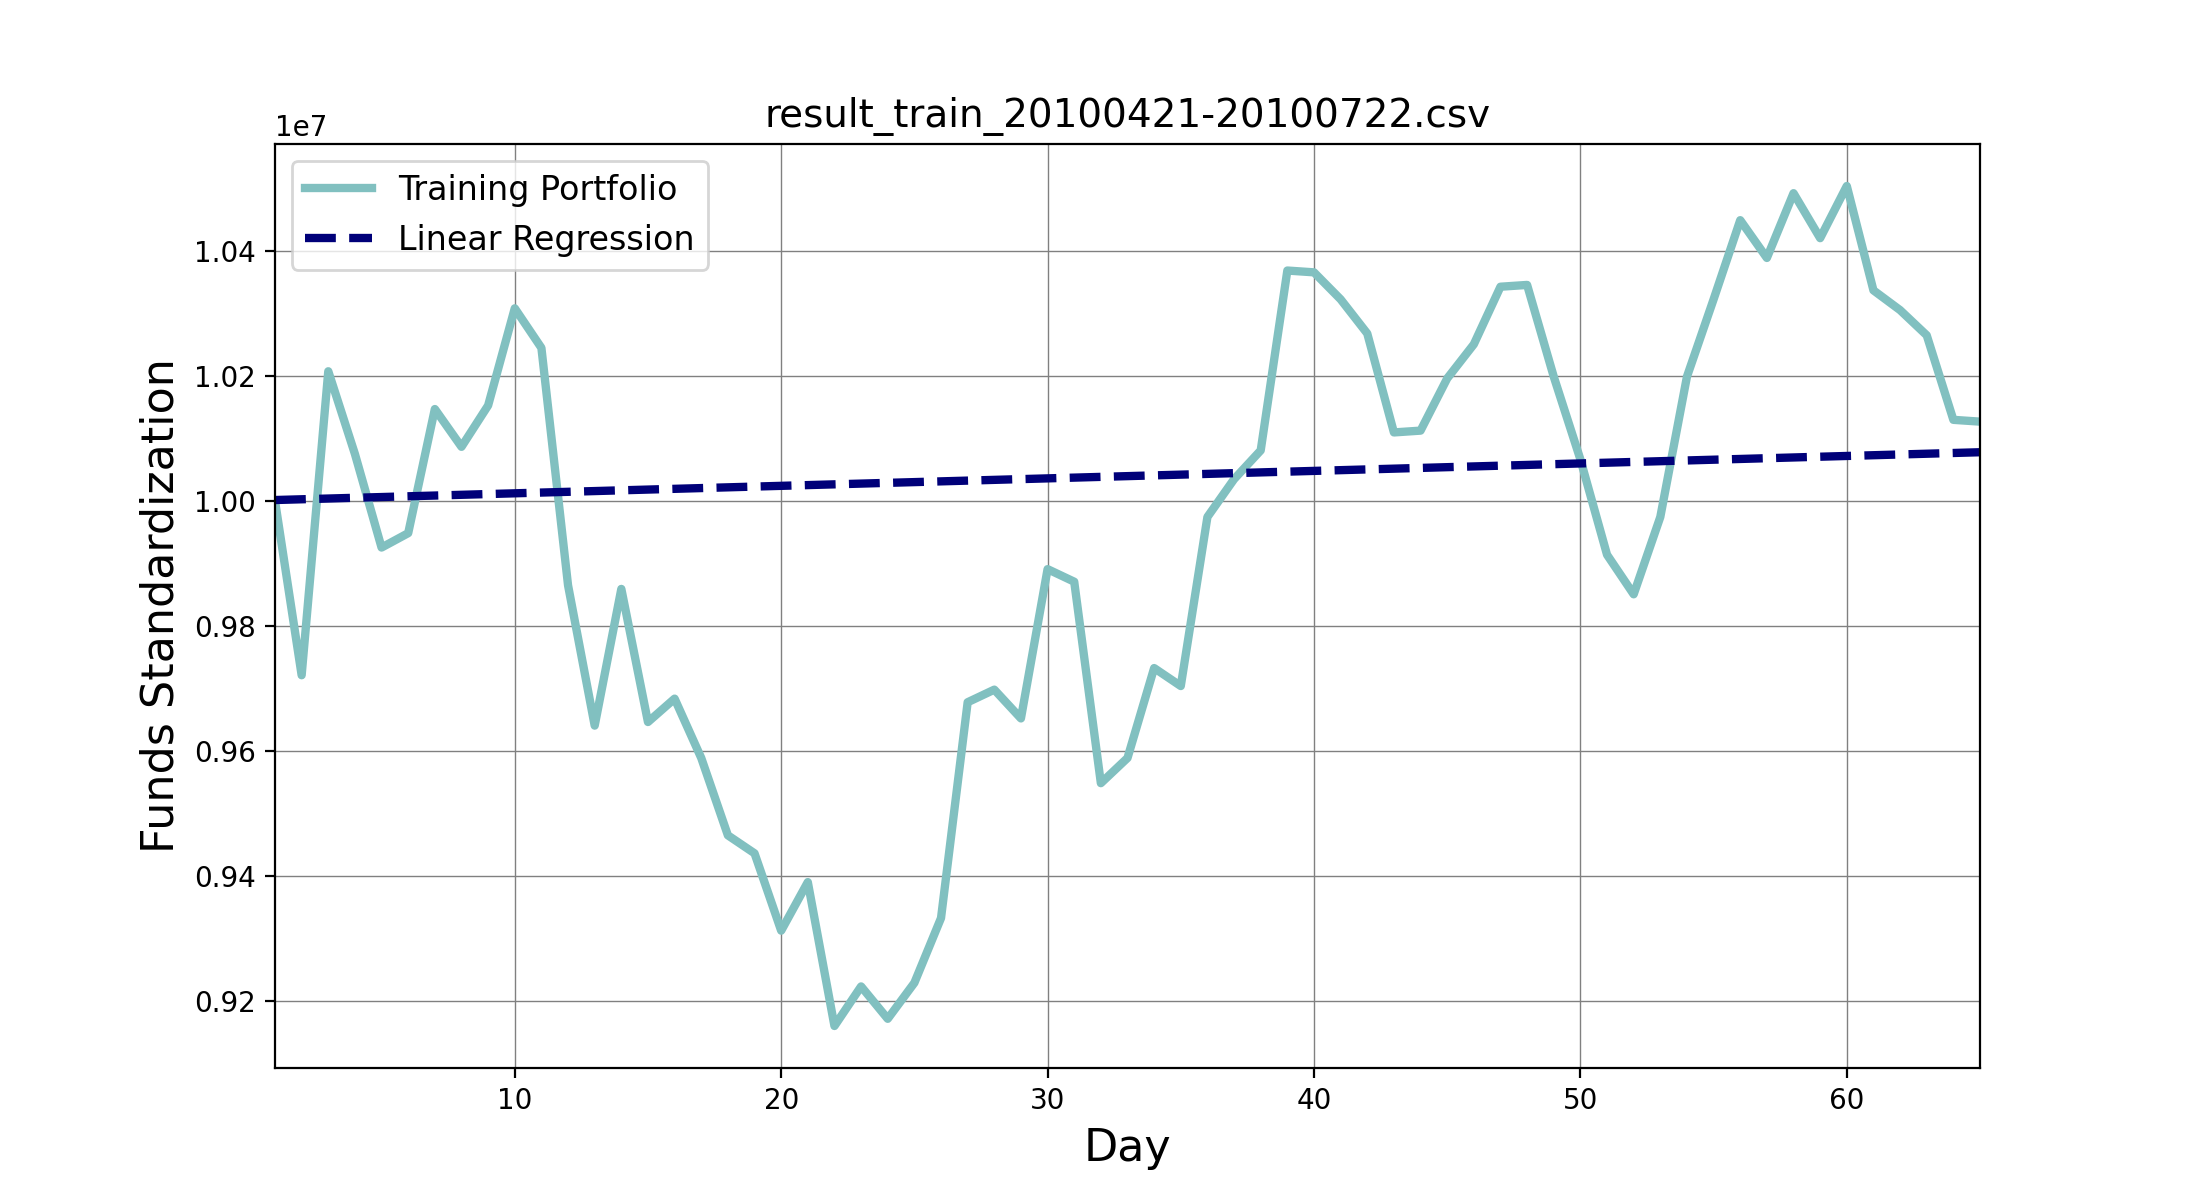 result_train_20100421-20100722.csv
1e7
Training Portfolio
Linear Regression
1.04
1.02
1.00
0.98
0.96
0.94
0.92
Funds Standardization
10 20 30 40 50 60
Day